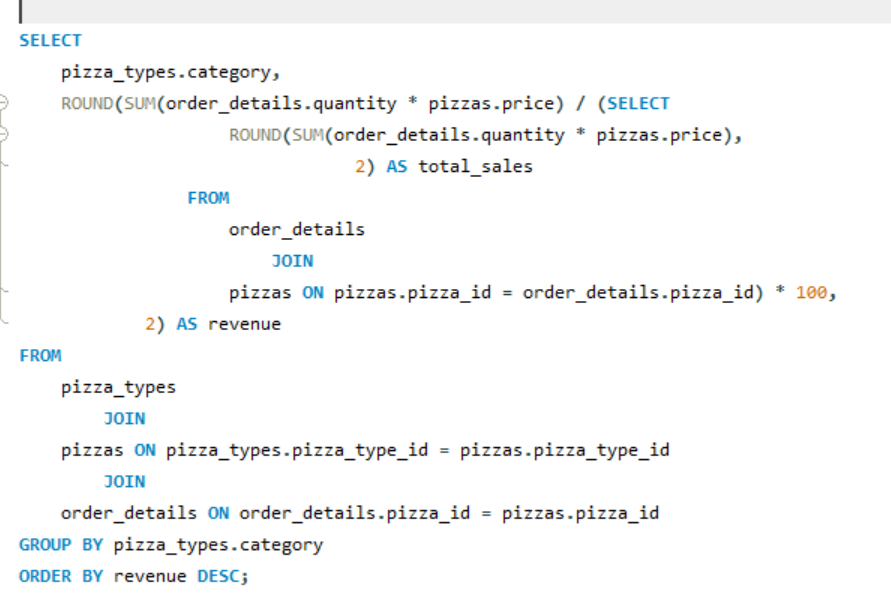 SELECT
pizza_types.category,
ROUND(SUM(order_details.quantity * pizzas.price) / (SELECT
ROUND(SUM(order_details.quantity * pizzas.price),
2) AS total_sales
FROM
order_details
JOIN
pizzas ON pizzas.pizza_id = order_details.pizza_id) * 100,
2) AS revenue
FROM
pizza_types
JOIN
pizzas ON pizza_types.pizza_type_id = pizzas.pizza_type_id
JOIN
order_details ON order_details.pizza_id = pizzas.pizza_id
GROUP BY pizza_types.category
ORDER BY revenue DESC;